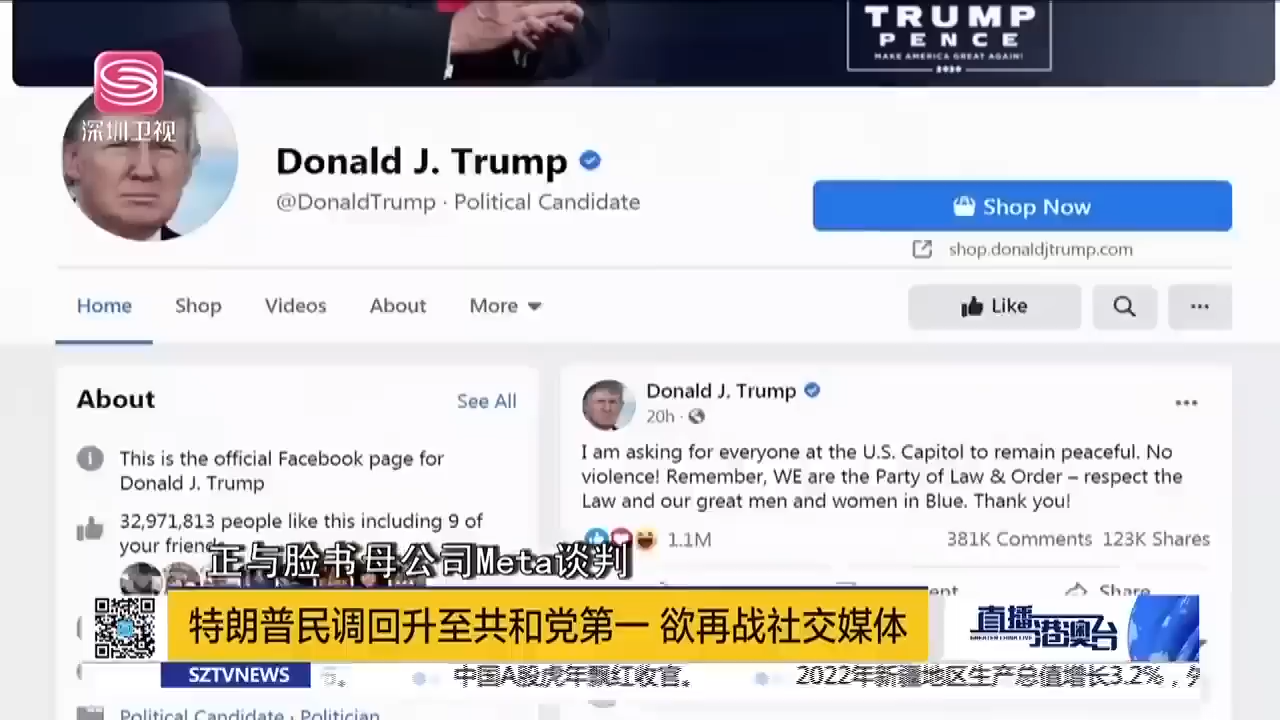 TRUMP
PENCE
MAKE AMERICA GREAT AGAIN!
2020
深圳卫视
Donald J. Trump
@DonaldTrump · Political Candidate
Shop Now
shop.donaldjtrump.com
Home Shop Videos About More
Like
About
See All
This is the official Facebook page for
Donald J. Trump
32,971,813 people like this including 9 of
your friends
Donald J. Trump
20h ·
I am asking for everyone at the U.S. Capitol to remain peaceful. No
violence! Remember, WE are the Party of Law & Order – respect the
Law and our great men and women in Blue. Thank you!
1.1M
381K Comments 123K Shares
Share
正与脸书母公司Meta谈判
特朗普民调回升至共和党第一 欲再战社交媒体
直播港澳台
SZTVNEWS
中国A股虎年飘红收官。
2022年新疆地区生产总值增长3.2%，
Political Candidate · Politician